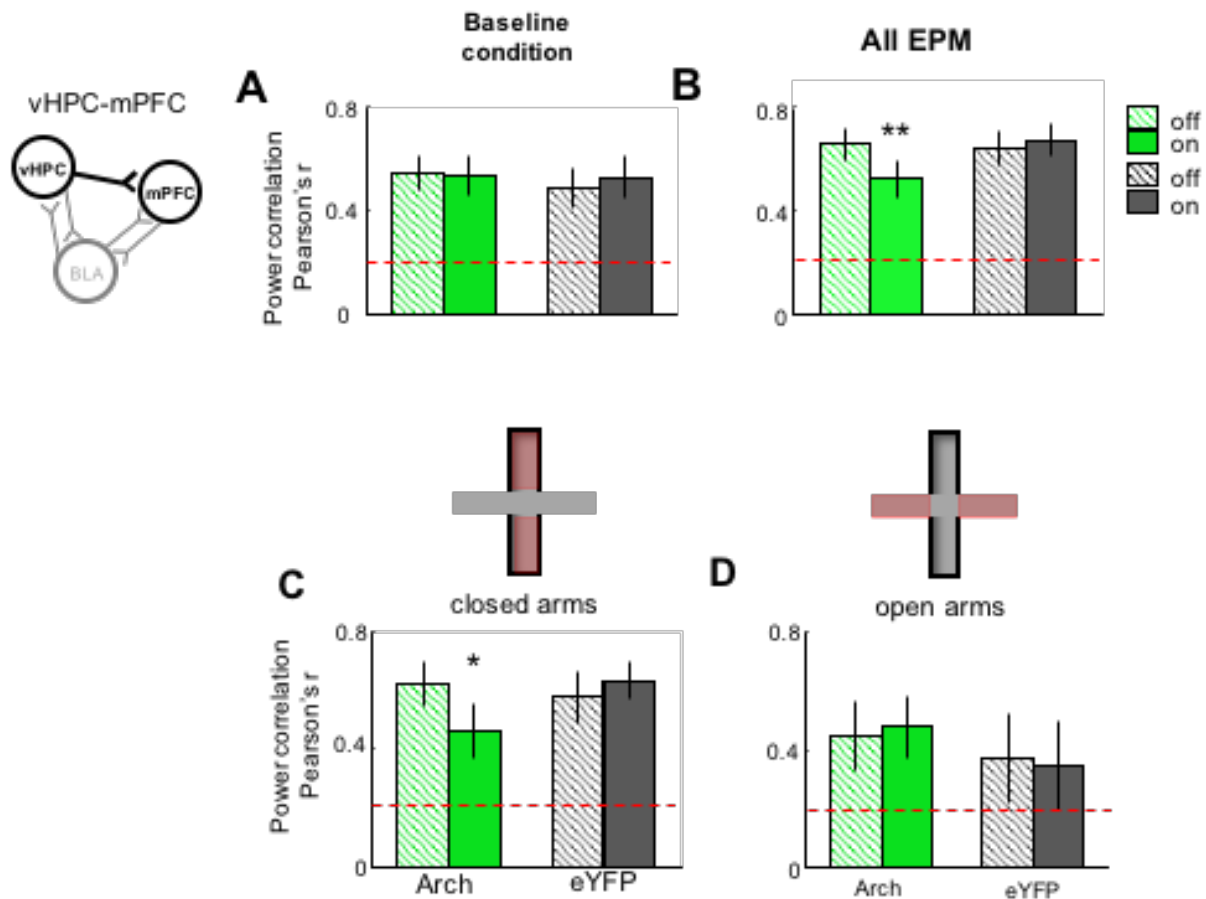 Baseline
condition
All EPM
vHPC-mPFC
vHPC
mPFC
BLA
A
Power correlation
Pearson's r
0.8
0.4
0
B
0.8
0.4
0
**
off
on
off
on
C
closed arms
Power correlation
Pearson's r
0.8
0.4
0
*
Arch
eYFP
D
open arms
0.8
0.4
0
Arch
eYFP